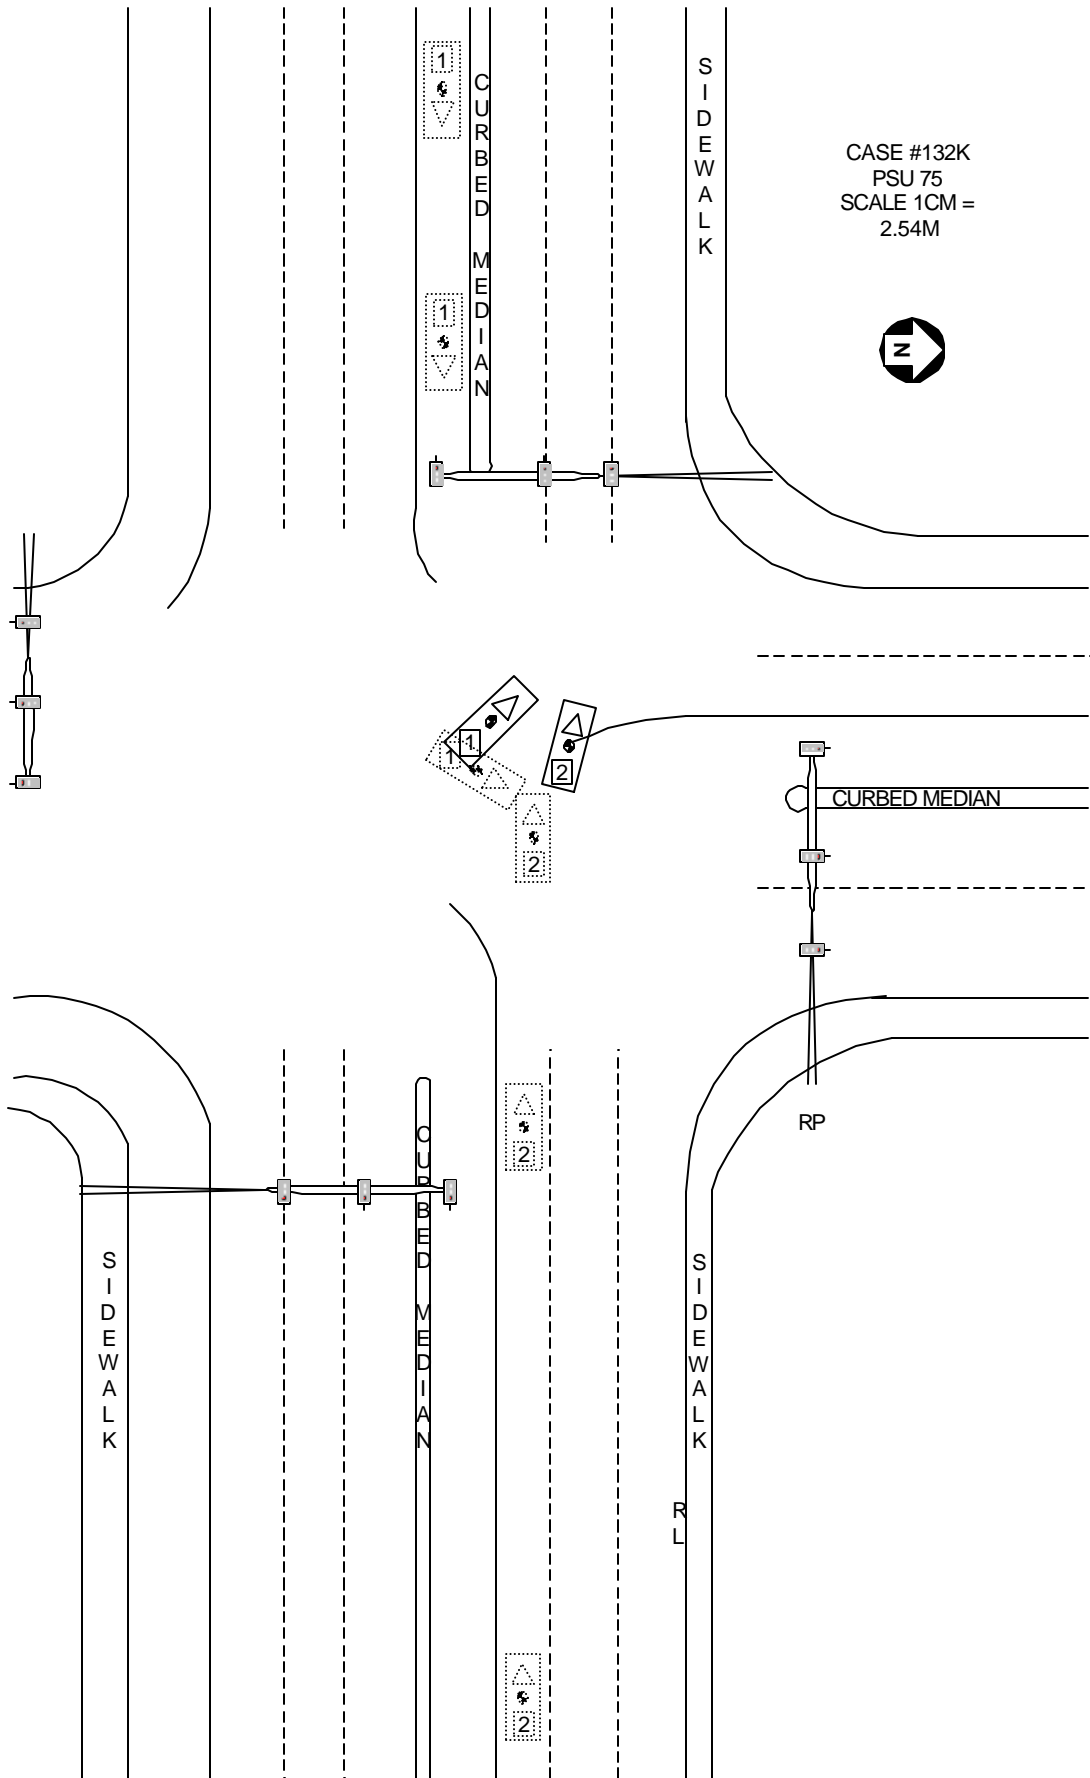 1
CURBED MEDIAN
SIDEWALK
CASE #132K
PSU 75
SCALE 1CM =
2.54M
1
N
1
1
2
2
CURBED MEDIAN
RP
2
CURBED MEDIAN
SIDEWALK
SIDEWALK
RL
2